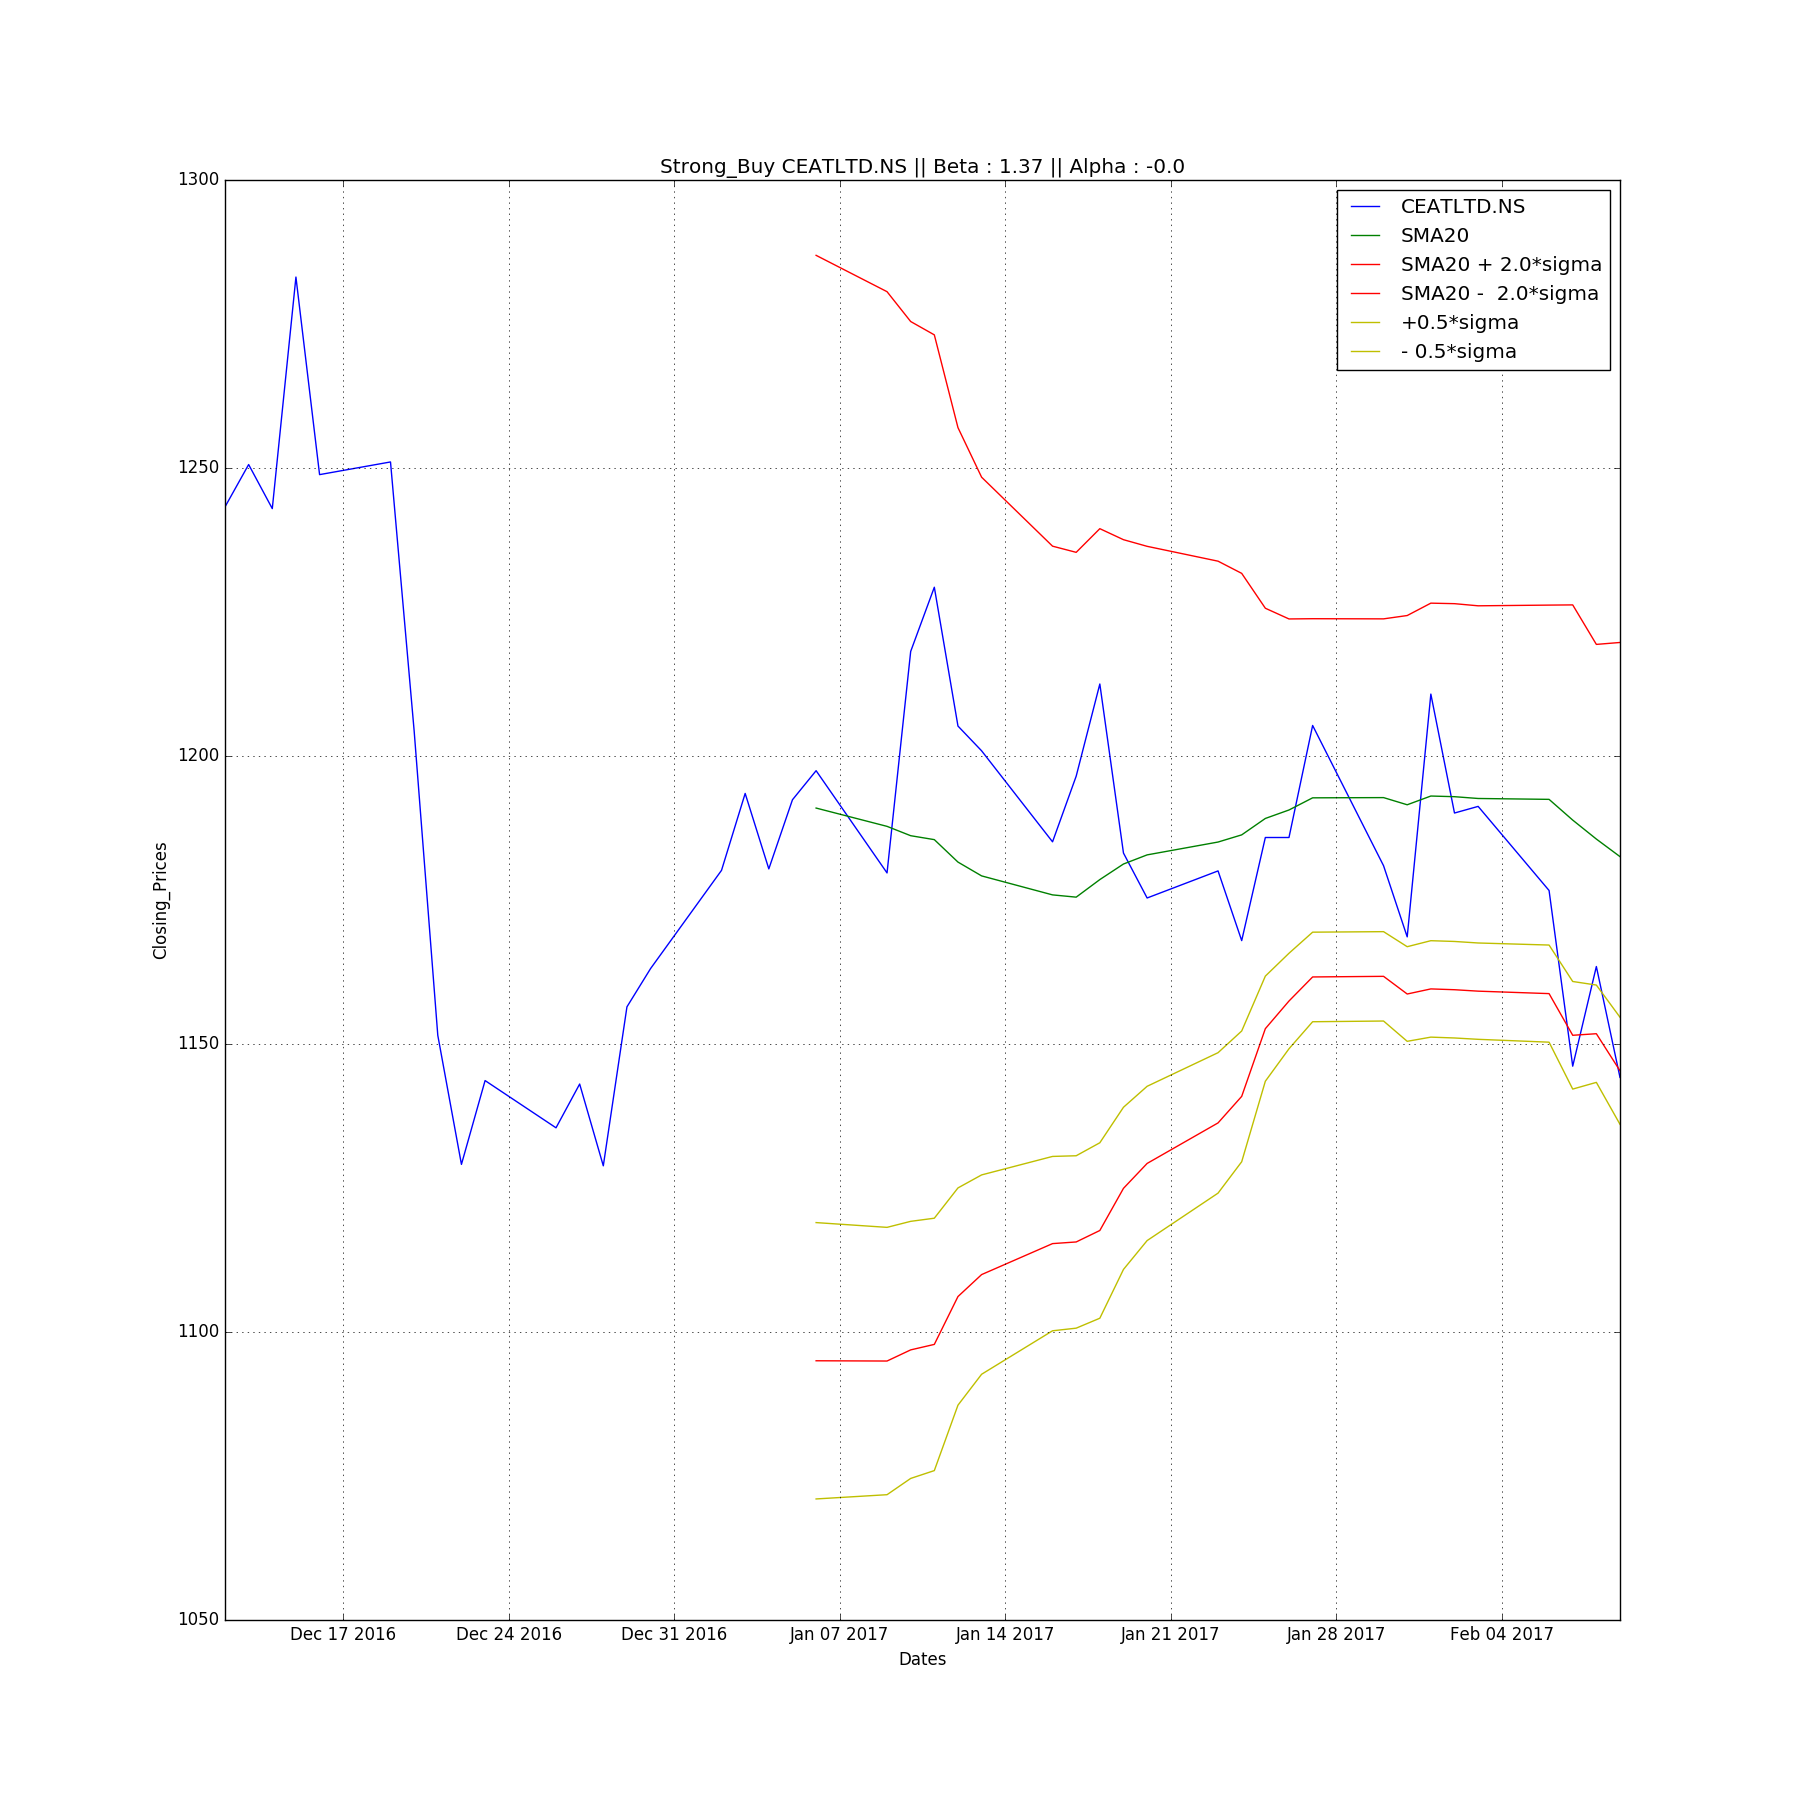 Strong_Buy CEATLTD.NS || Beta : 1.37 || Alpha : -0.0
CEATLTD.NS
SMA20
SMA20 + 2.0*sigma
SMA20 -  2.0*sigma
+0.5*sigma
- 0.5*sigma
1300
1250
1200
1150
1100
1050
Closing_Prices
Dec 17 2016
Dec 24 2016
Dec 31 2016
Jan 07 2017
Jan 14 2017
Jan 21 2017
Jan 28 2017
Feb 04 2017
Dates